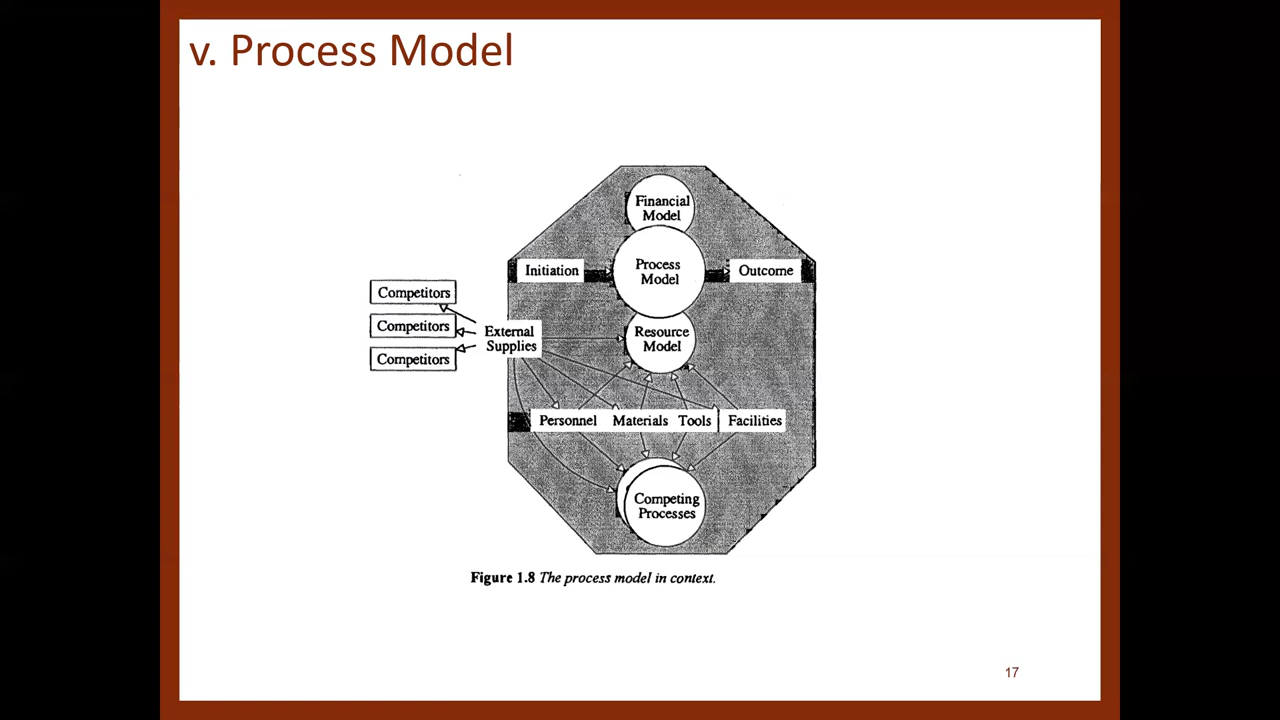 v. Process Model
Financial
Model
Initiation
Process
Model
Outcome
Competitors
Competitors
Competitors
External
Supplies
Resource
Model
Personnel
Materials
Tools
Facilities
Competing
Processes
Figure 1.8 The process model in context.
17